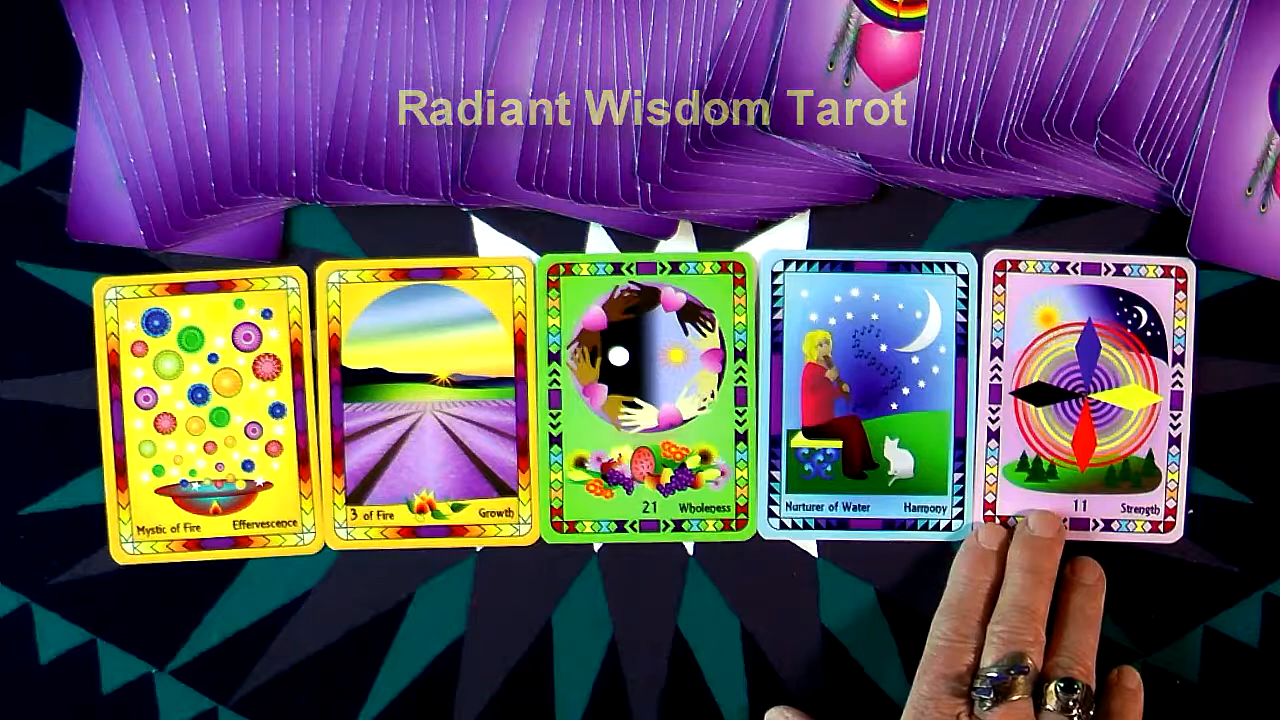 Radiant Wisdom Tarot
Mystic of Fire Effervescence
3 of Fire Growth
21 Wholeness
Nurturer of Water Harmony
11 Strength